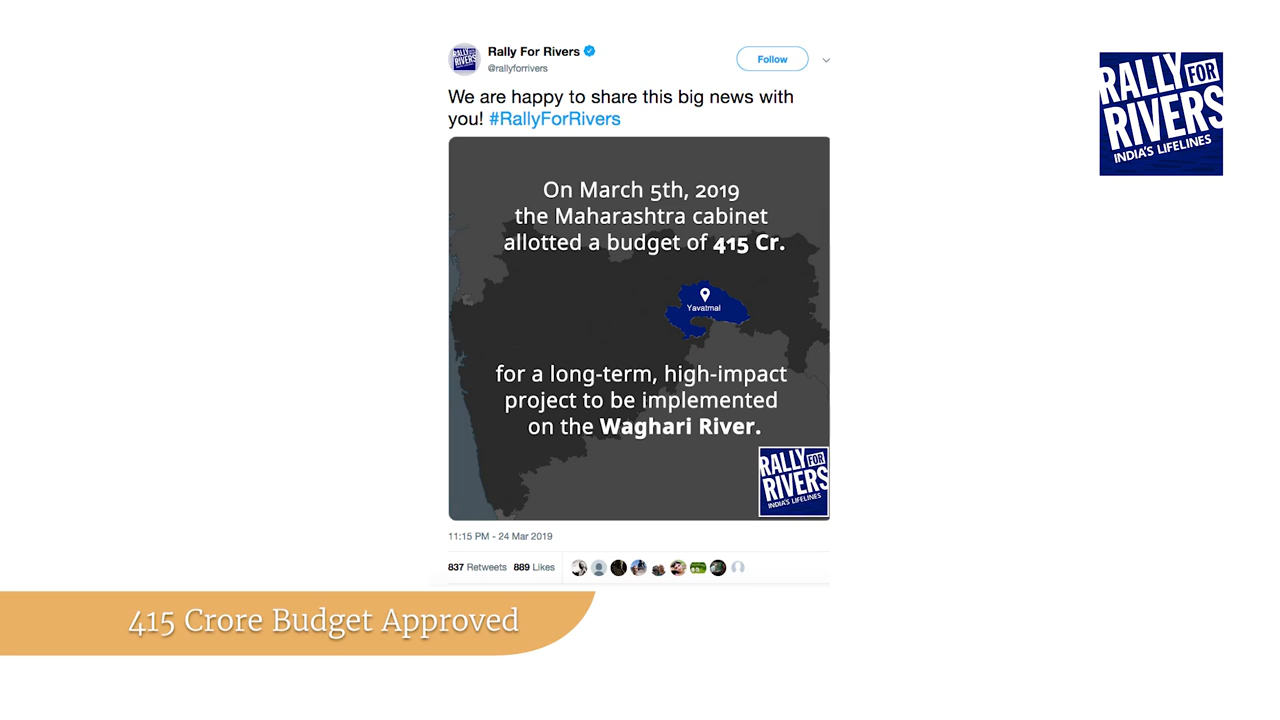 RALLY FOR
RIVERS
Rally For Rivers
@rallyforrivers
Follow
We are happy to share this big news with
you! #RallyForRivers
On March 5th, 2019
the Maharashtra cabinet
allotted a budget of 415 Cr.
Yavatmal
for a long-term, high-impact
project to be implemented
on the Waghari River.
RALLY FOR
RIVERS
INDIA'S LIFELINES
11:15 PM - 24 Mar 2019
837 Retweets 889 Likes
415 Crore Budget Approved
RALLY FOR
RIVERS
INDIA'S LIFELINES